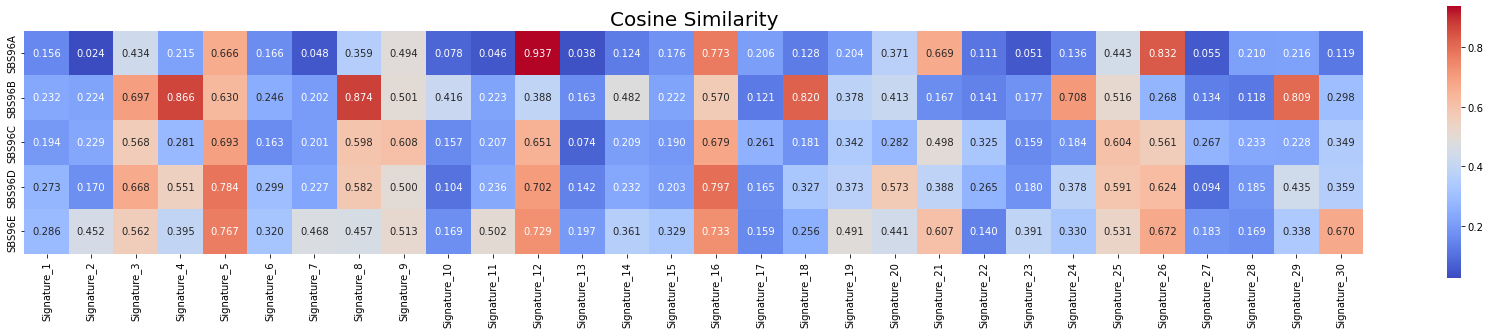 Cosine Similarity
SBS96A 0.156 0.024 0.434 0.215 0.666 0.166 0.048 0.359 0.494 0.078 0.046 0.937 0.038 0.124 0.176 0.773 0.206 0.128 0.204 0.371 0.669 0.111 0.051 0.136 0.443 0.832 0.055 0.210 0.216 0.119
SBS96B 0.232 0.224 0.697 0.866 0.630 0.246 0.202 0.874 0.501 0.416 0.223 0.388 0.163 0.482 0.222 0.570 0.121 0.820 0.378 0.413 0.167 0.141 0.177 0.708 0.516 0.268 0.134 0.118 0.809 0.298
SBS96C 0.194 0.229 0.568 0.281 0.693 0.163 0.201 0.598 0.608 0.157 0.207 0.651 0.074 0.209 0.190 0.679 0.261 0.181 0.342 0.282 0.498 0.325 0.159 0.184 0.604 0.561 0.267 0.233 0.228 0.349
SBS96D 0.273 0.170 0.668 0.551 0.784 0.299 0.227 0.582 0.500 0.104 0.236 0.702 0.142 0.232 0.203 0.797 0.165 0.327 0.373 0.573 0.388 0.265 0.180 0.378 0.591 0.624 0.094 0.185 0.435 0.359
SBS96E 0.286 0.452 0.562 0.395 0.767 0.320 0.468 0.457 0.513 0.169 0.502 0.729 0.197 0.361 0.329 0.733 0.159 0.256 0.491 0.441 0.607 0.140 0.391 0.330 0.531 0.672 0.183 0.169 0.338 0.670
Signature_1 Signature_2 Signature_3 Signature_4 Signature_5 Signature_6 Signature_7 Signature_8 Signature_9 Signature_10 Signature_11 Signature_12 Signature_13 Signature_14 Signature_15 Signature_16 Signature_17 Signature_18 Signature_19 Signature_20 Signature_21 Signature_22 Signature_23 Signature_24 Signature_25 Signature_26 Signature_27 Signature_28 Signature_29 Signature_30
0.8
0.6
0.4
0.2